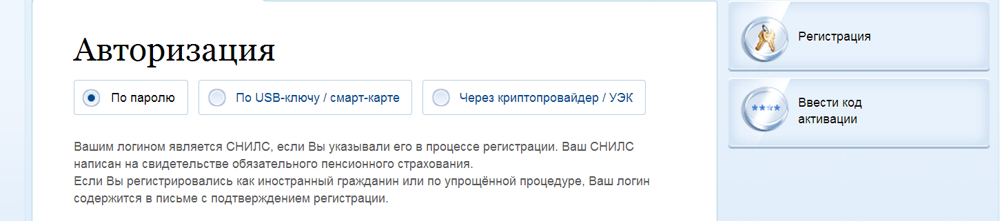 Авторизация
По паролю
По USB-ключу / смарт-карте
Через криптопровайдер / УЭК
Вашим логином является СНИЛС, если Вы указывали его в процессе регистрации. Ваш СНИЛС
написан на свидетельстве обязательного пенсионного страхования.
Если Вы регистрировались как иностранный гражданин или по упрощённой процедуре, Ваш логин
содержится в письме с подтверждением регистрации.
Регистрация
****
Ввести код
активации